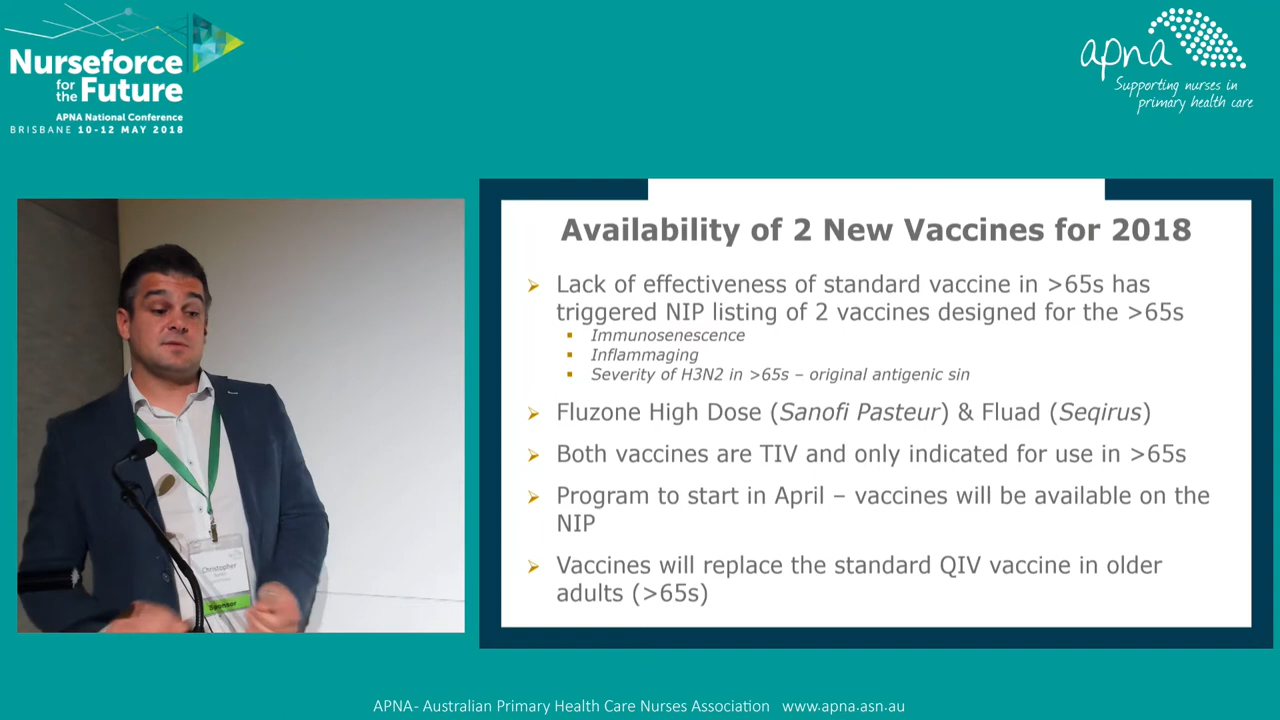 Nurseforce
for the Future
APNA National Conference
BRISBANE 10-12 MAY 2018
apna
Supporting nurses in
primary health care
Christopher
Sponsor
Availability of 2 New Vaccines for 2018
➢ Lack of effectiveness of standard vaccine in >65s has
triggered NIP listing of 2 vaccines designed for the >65s
▪ Immunosenescence
▪ Inflammaging
▪ Severity of H3N2 in >65s – original antigenic sin
➢ Fluzone High Dose (Sanofi Pasteur) & Fluad (Seqirus)
➢ Both vaccines are TIV and only indicated for use in >65s
➢ Program to start in April – vaccines will be available on the
NIP
➢ Vaccines will replace the standard QIV vaccine in older
adults (>65s)
APNA- Australian Primary Health Care Nurses Association www.apna.asn.au